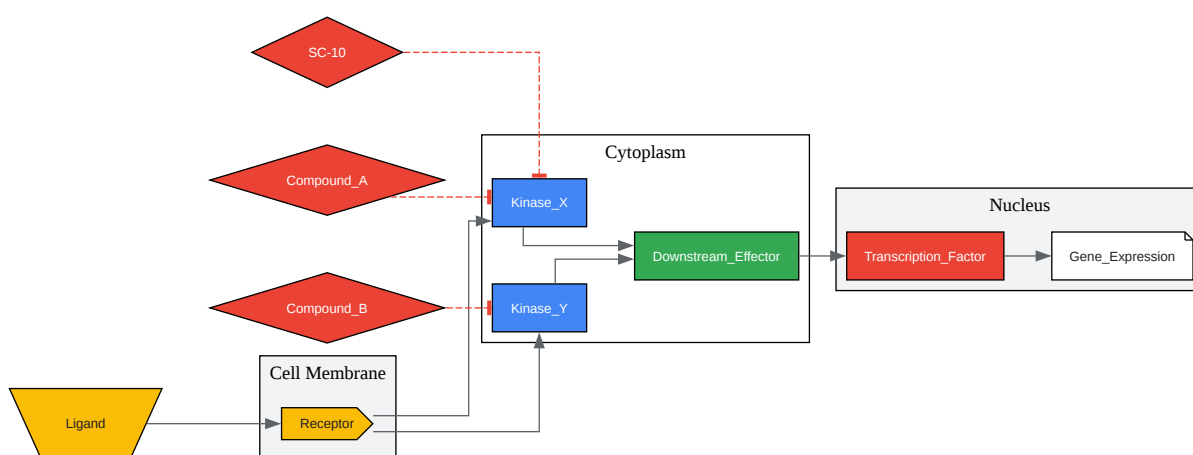 SC-10
Cytoplasm
Compound_A
Kinase_X
Nucleus
Downstream_Effector
Transcription_Factor
Gene_Expression
Compound_B
Kinase_Y
Cell Membrane
Ligand
Receptor